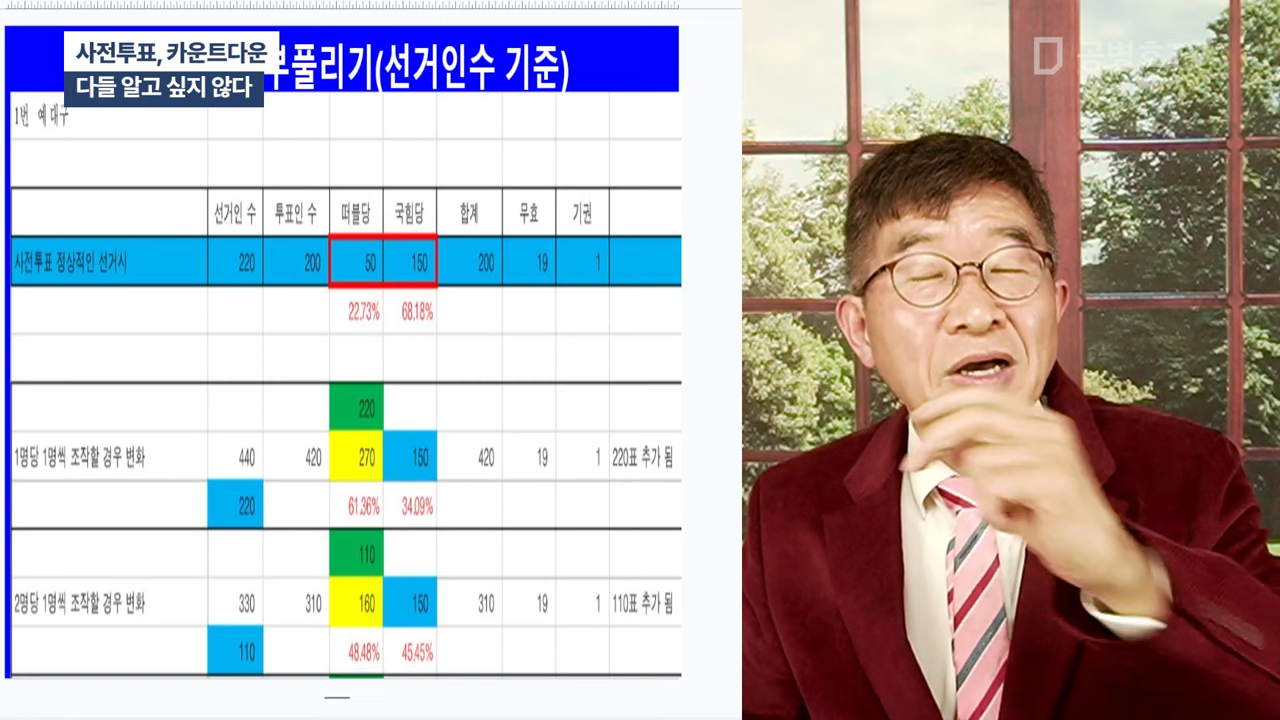 사전투표, 카운트다운
다들 알고 싶지 않다
부풀리기(선거인수 기준)
1번 예 대구
선거인 수 투표인 수 떠블당 국힘당 합계 무효 기권
사전투표 정상적인 선거시 220 200 50 150 200 19 1
22.73% 68.18%
220
1명당 1명씩 조작할 경우 변화 440 420 270 150 420 19 1 220표 추가 됨
220 61.36% 34.09%
110
2명당 1명씩 조작할 경우 변화 330 310 160 150 310 19 1 110표 추가 됨
110 48.48% 45.45%